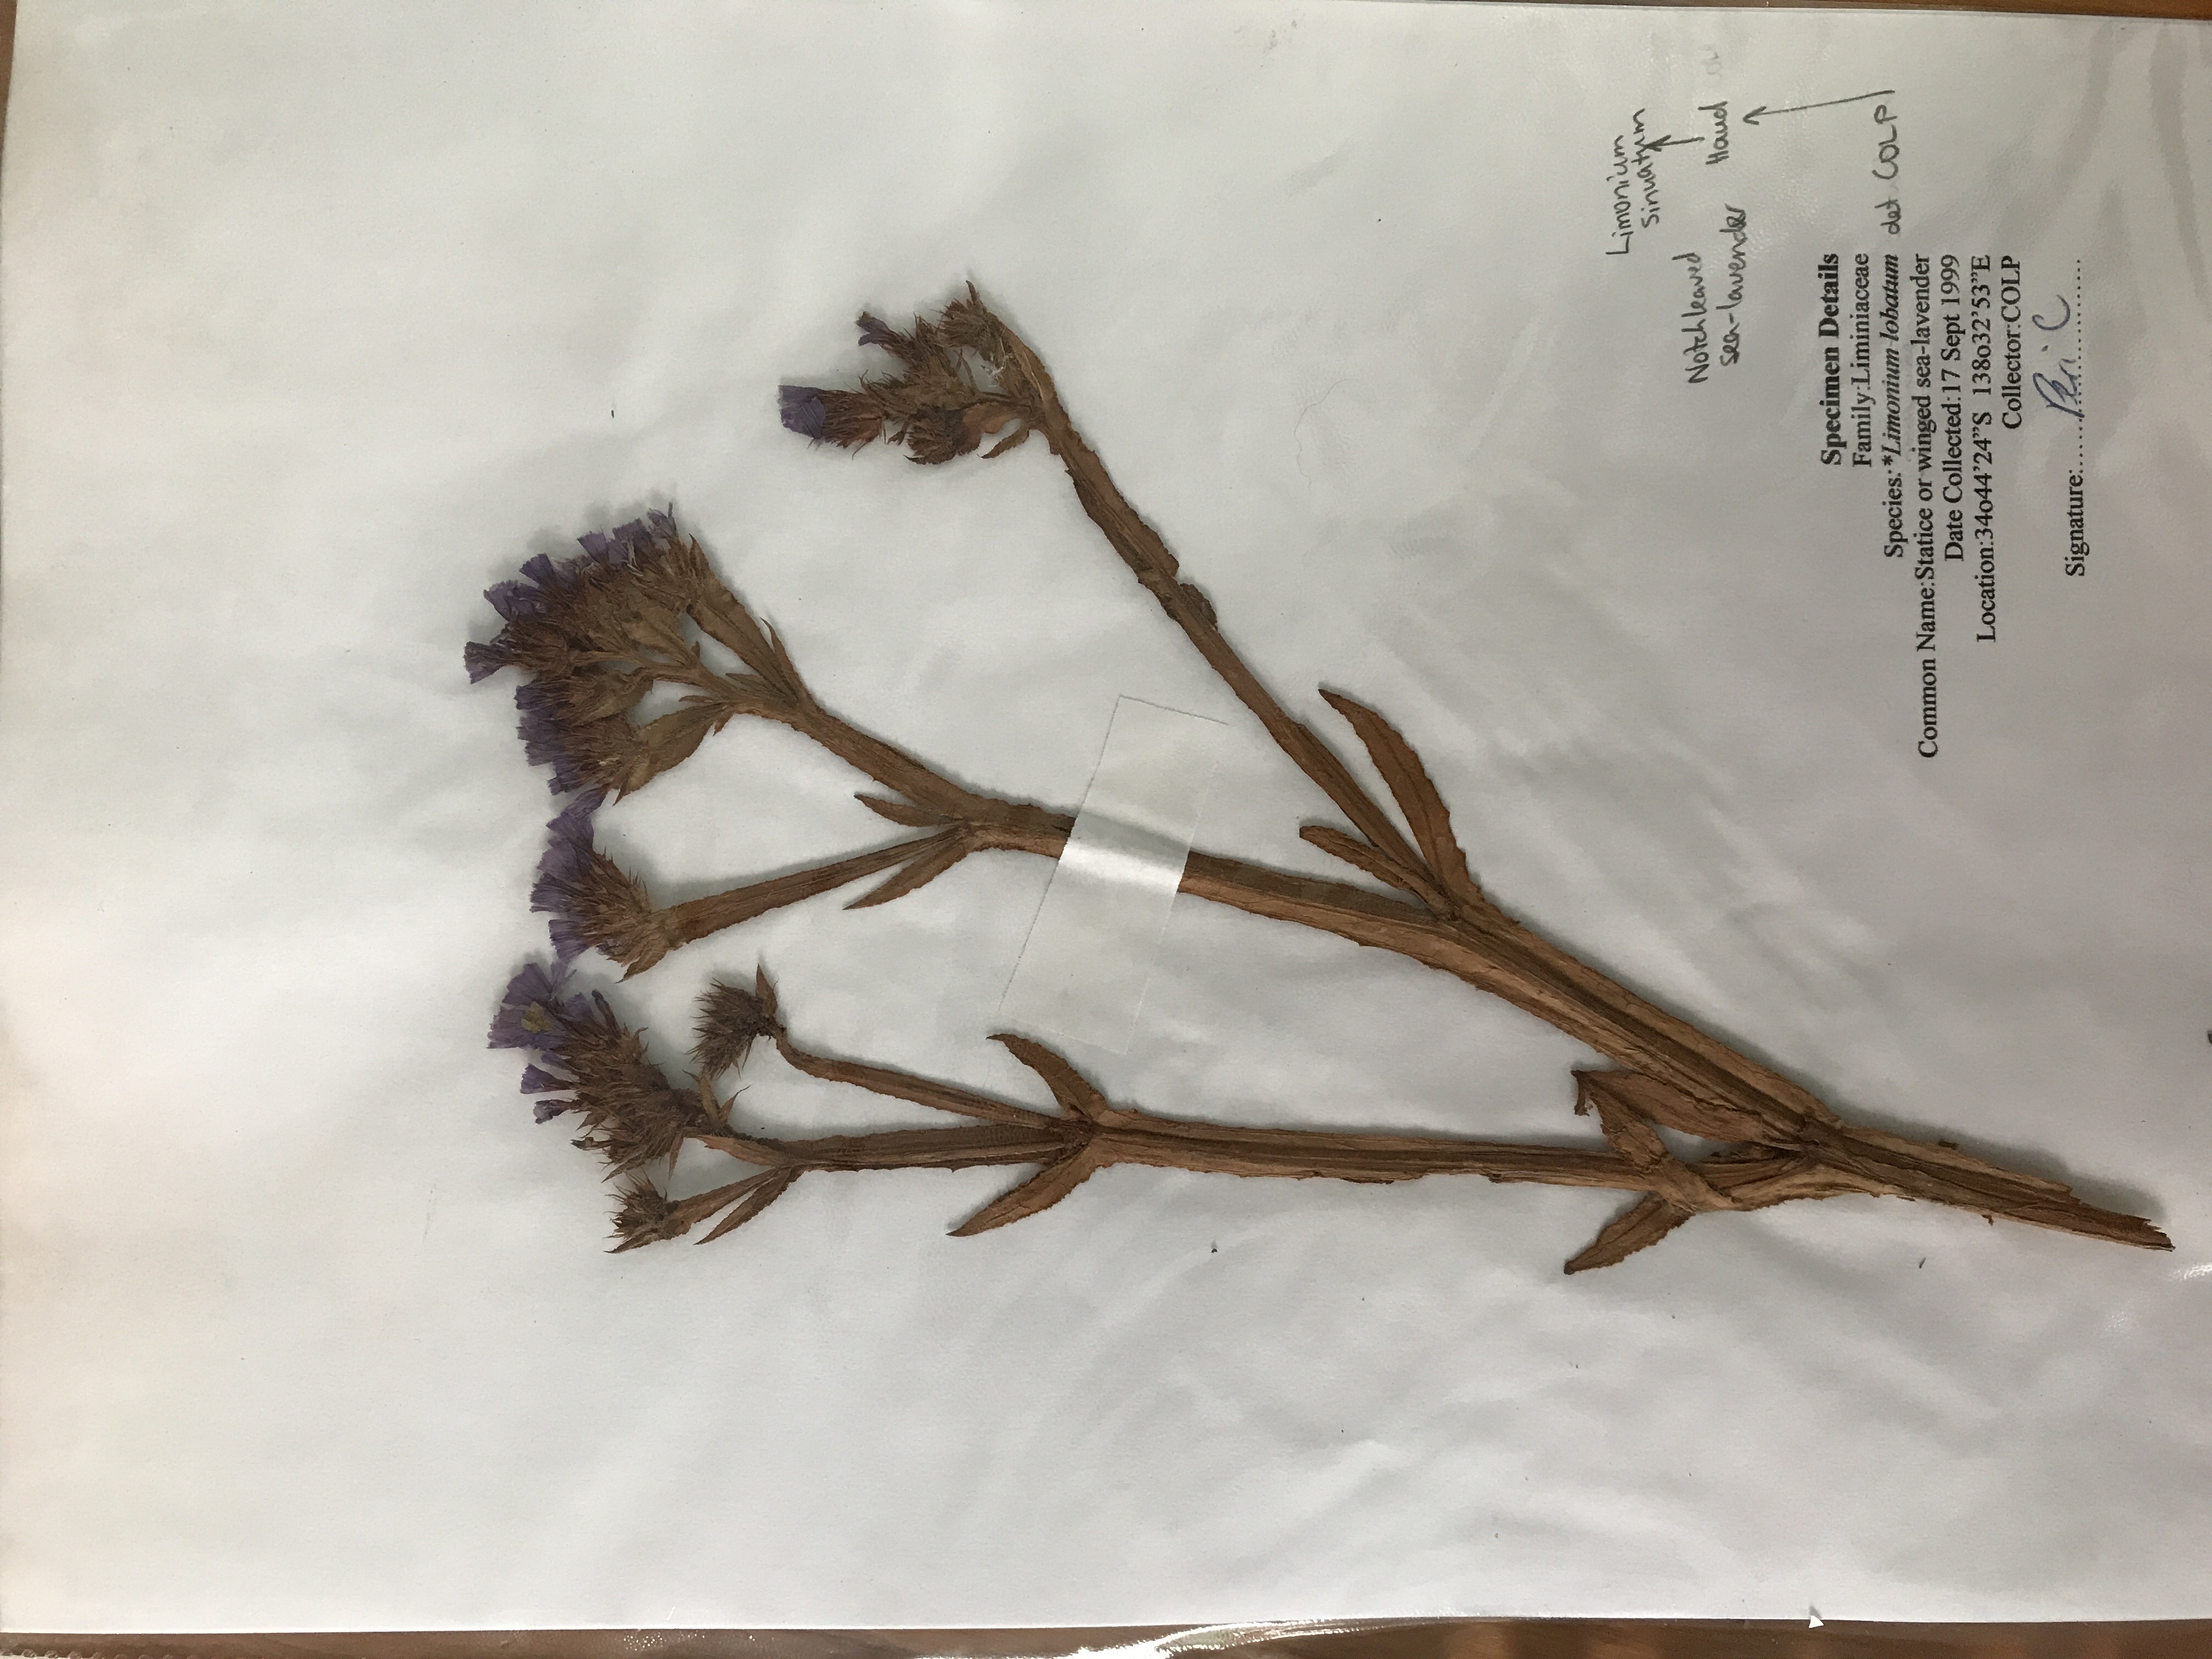 Limonium
sinuatum
Notchleaved
sea-lavender
Haud
Specimen Details
Family:Liminiaceae
Species:*Limonium lobatum det COLP
Common Name:Statice or winged sea-lavender
Date Collected:17 Sept 1999
Location:34o44’24”S 138o32’53”E
Collector:COLP
Signature:..............................
Peri C